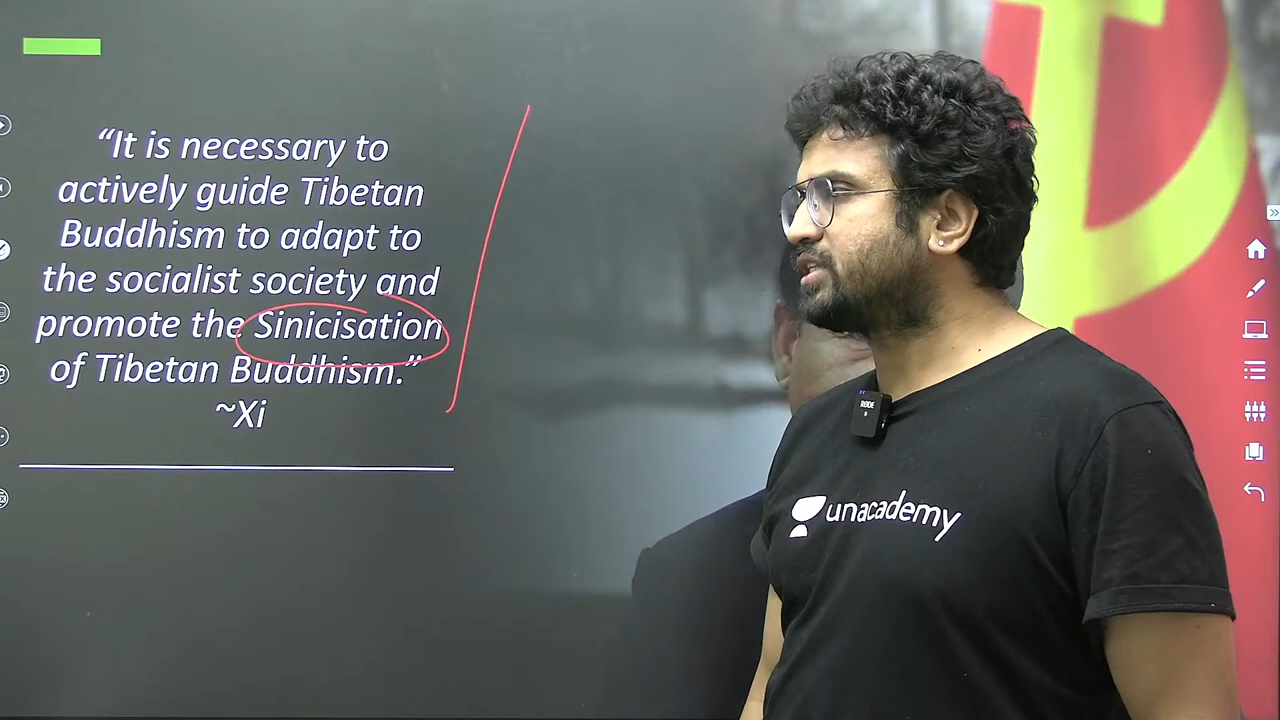 “It is necessary to
actively guide Tibetan
Buddhism to adapt to
the socialist society and
promote the Sinicisation
of Tibetan Buddhism.”
~Xi
RODE
unacademy